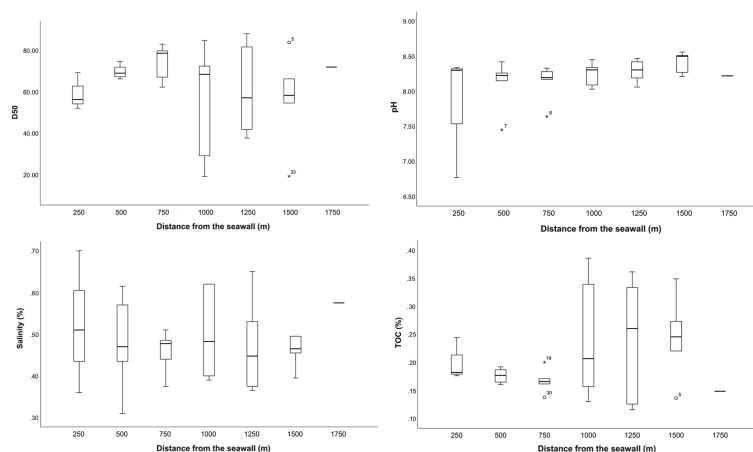 80.00
60.00
40.00
20.00
D50
5
*33
250 500 750 1000 1250 1500 1750
Distance from the seawall (m)
9.00
8.50
8.00
7.50
7.00
6.50
pH
*7
*8
250 500 750 1000 1250 1500 1750
Distance from the seawall (m)
.70
.60
.50
.40
.30
Salinity (%)
250 500 750 1000 1250 1500 1750
Distance from the seawall (m)
.40
.35
.30
.25
.20
.15
.10
TOC (%)
*19
30
5
250 500 750 1000 1250 1500 1750
Distance from the seawall (m)